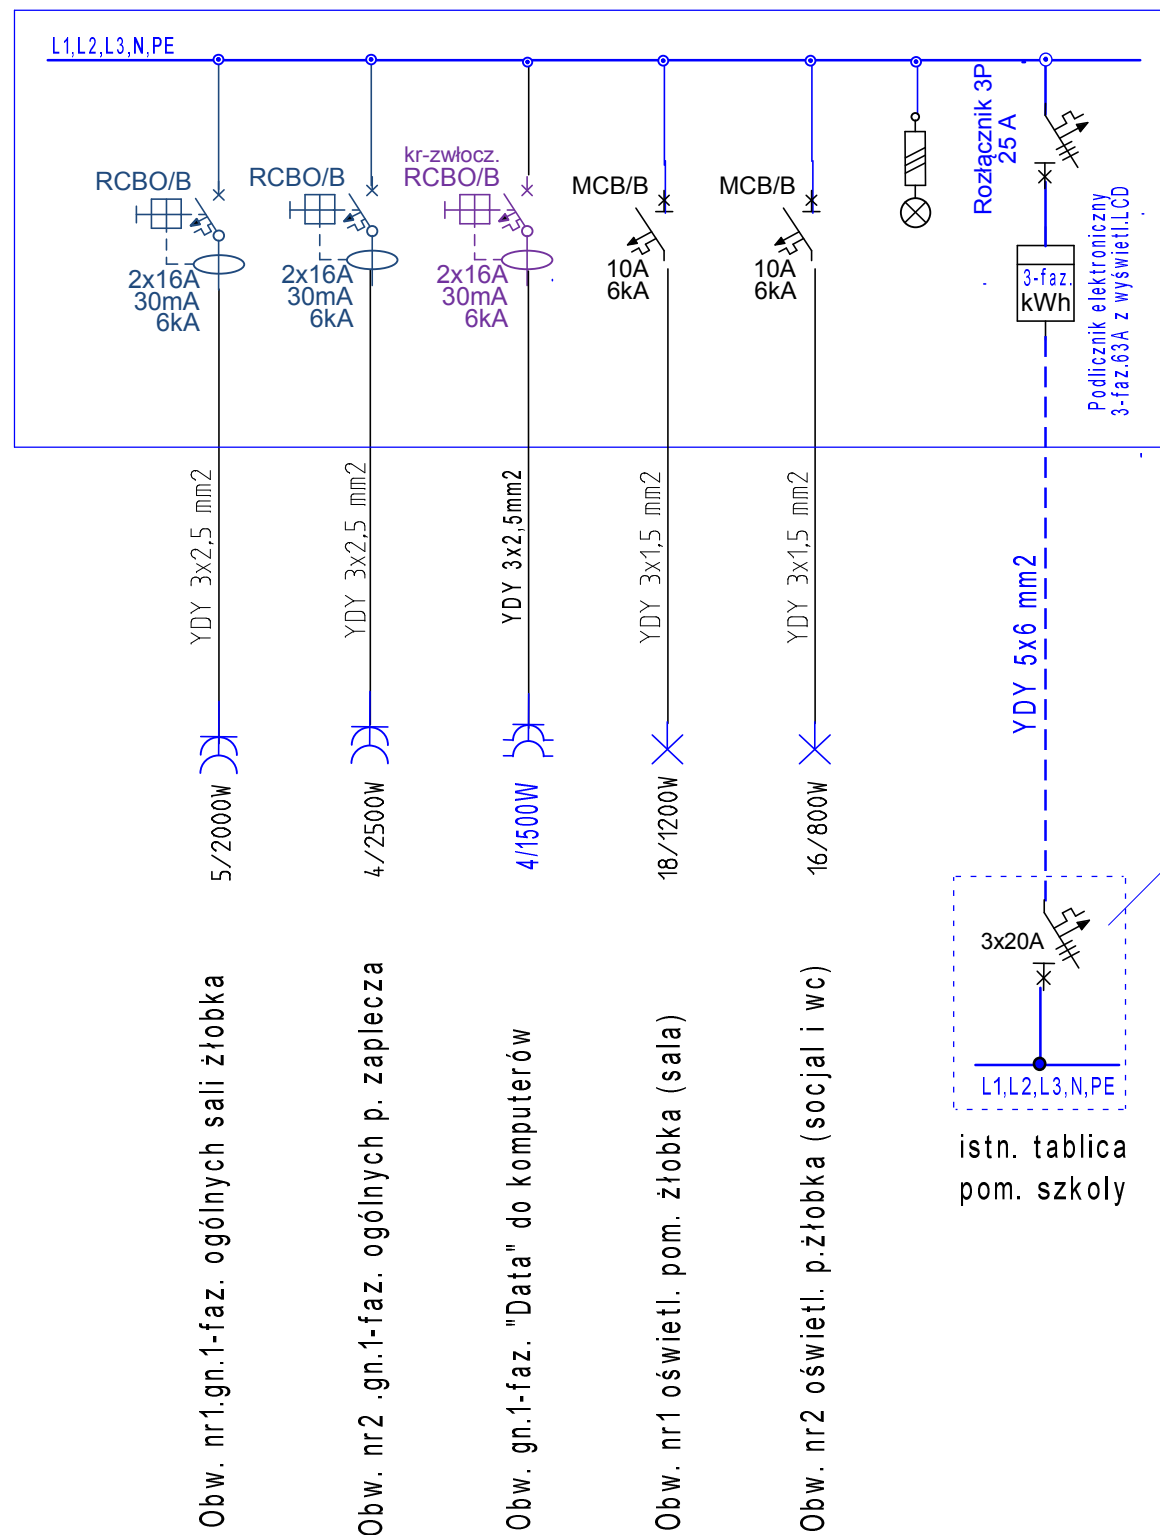 L1,L2,L3,N,PE
RCBO/B
2x16A
30mA
6kA
RCBO/B
2x16A
30mA
6kA
kr-zwłocz.
RCBO/B
2x16A
30mA
6kA
MCB/B
10A
6kA
MCB/B
10A
6kA
Rozłącznik 3P
25 A
3-faz.
kWh
Podlicznik elektroniczny
3-faz.63A z wyświetl.LCD
YDY 3x2,5 mm2
YDY 3x2,5 mm2
YDY 3x2,5mm2
YDY 3x1,5 mm2
YDY 3x1,5 mm2
YDY 5x6 mm2
5/2000W
4/2500W
4/1500W
18/1200W
16/800W
3x20A
L1,L2,L3,N,PE
istn. tablica
pom. szkoly
Obw. nr1.gn.1-faz. ogólnych sali żłobka
Obw. nr2 .gn.1-faz. ogólnych p. zaplecza
Obw. gn.1-faz. "Data" do komputerów
Obw. nr1 oświetl. pom. żłobka (sala)
Obw. nr2 oświetl. p.żłobka (socjal i wc)